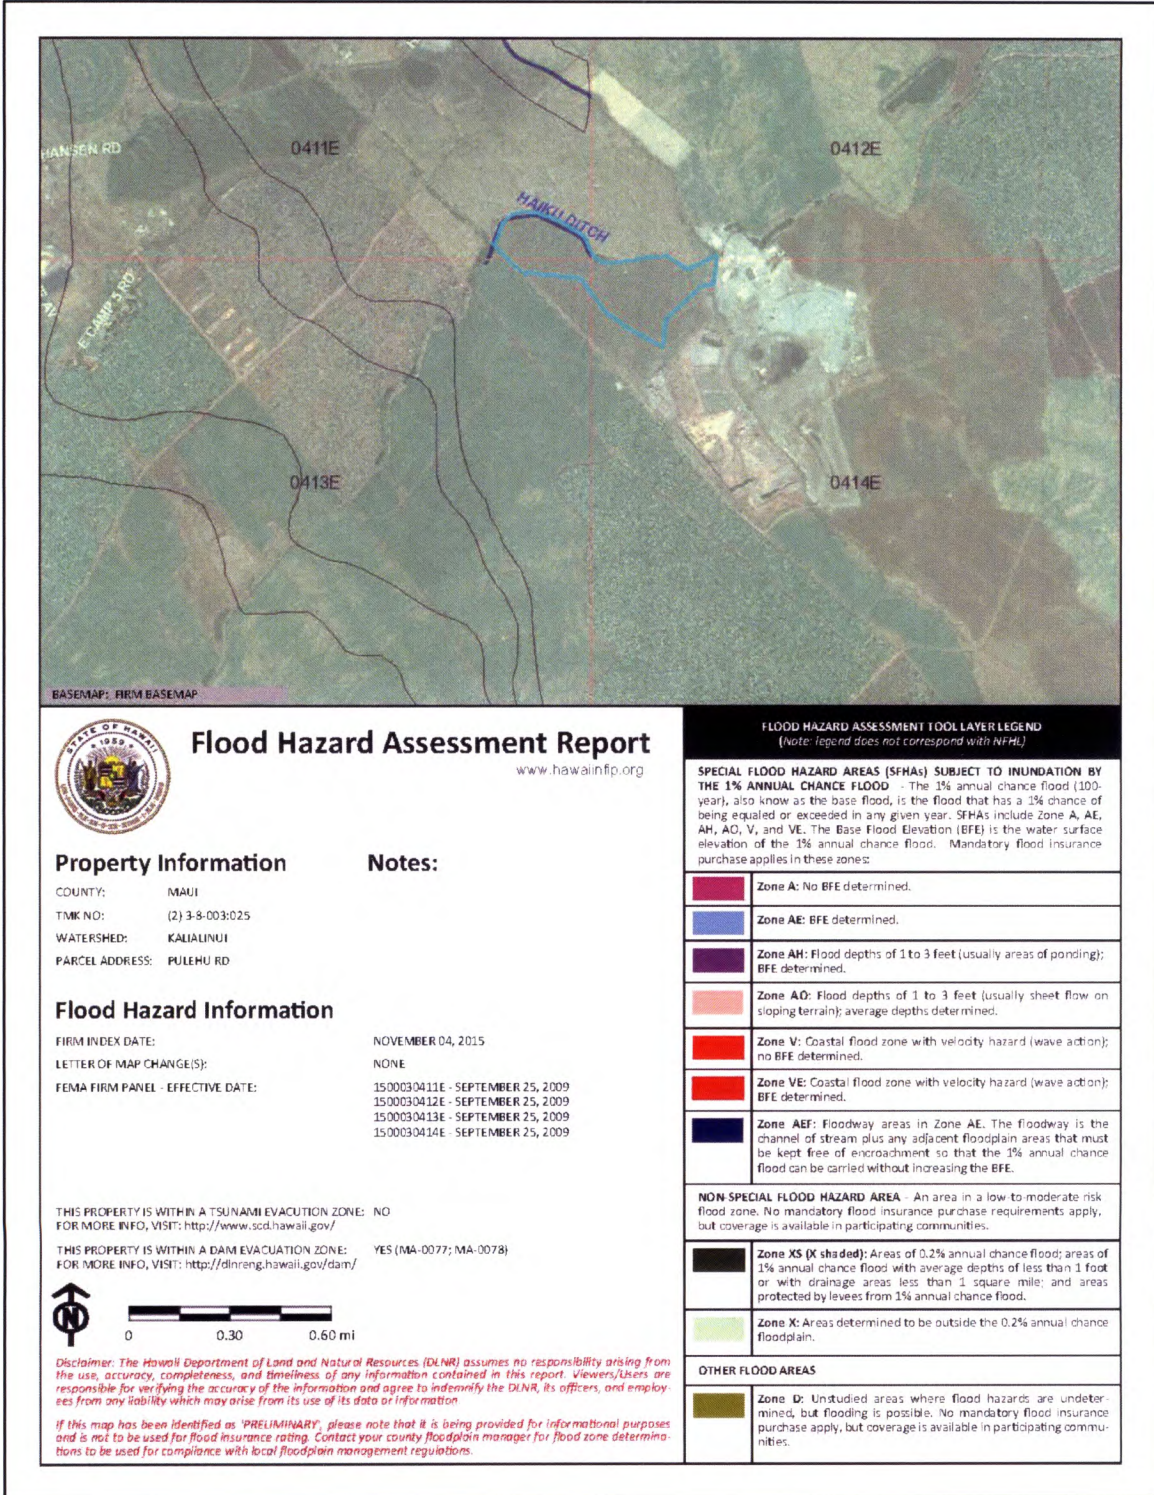 HANSEN RD
0411E
0412E
HAIKU DITCH
E CAMP 5 RD
AV
0413E
0414E
BASEMAP: FIRM BASEMAP
STATE OF HAWAII
1959
Flood Hazard Assessment Report
www.hawaiinfip.org
Property Information
Notes:
COUNTY: MAUI
TMK NO: (2) 3-8-003:025
WATERSHED: KALIALINUI
PARCEL ADDRESS: PULEHU RD
Flood Hazard Information
FIRM INDEX DATE: NOVEMBER 04, 2015
LETTER OF MAP CHANGE(S): NONE
FEMA FIRM PANEL - EFFECTIVE DATE: 1500030411E - SEPTEMBER 25, 2009
1500030412E - SEPTEMBER 25, 2009
1500030413E - SEPTEMBER 25, 2009
1500030414E - SEPTEMBER 25, 2009
THIS PROPERTY IS WITHIN A TSUNAMI EVACUTION ZONE: NO
FOR MORE INFO, VISIT: http://www.scd.hawaii.gov/
THIS PROPERTY IS WITHIN A DAM EVACUATION ZONE: YES (MA-0077; MA-0078)
FOR MORE INFO, VISIT: http://dlnreng.hawaii.gov/dam/
N
0 0.30 0.60 mi
Disclaimer: The Hawaii Department of Land and Natural Resources (DLNR) assumes no responsibility arising from
the use, accuracy, completeness, and timeliness of any information contained in this report. Viewers/Users are
responsible for verifying the accuracy of the information and agree to indemnify the DLNR, its officers, and employ-
ees from any liability which may arise from its use of its data or information
If this map has been identified as 'PRELIMINARY', please note that it is being provided for informational purposes
and is not to be used for flood insurance rating. Contact your county floodplain manager for flood zone determina-
tions to be used for compliance with local floodplain management regulations.
FLOOD HAZARD ASSESSMENT TOOL LAYER LEGEND
(Note: legend does not correspond with NFHL)
SPECIAL FLOOD HAZARD AREAS (SFHAs) SUBJECT TO INUNDATION BY
THE 1% ANNUAL CHANCE FLOOD - The 1% annual chance flood (100-
year), also know as the base flood, is the flood that has a 1% chance of
being equaled or exceeded in any given year. SFHAs include Zone A, AE,
AH, AO, V, and VE. The Base Flood Elevation (BFE) is the water surface
elevation of the 1% annual chance flood. Mandatory flood insurance
purchase applies in these zones:
Zone A: No BFE determined.
Zone AE: BFE determined.
Zone AH: Flood depths of 1 to 3 feet (usually areas of ponding);
BFE determined.
Zone AO: Flood depths of 1 to 3 feet (usually sheet flow on
sloping terrain); average depths determined.
Zone V: Coastal flood zone with velocity hazard (wave action);
no BFE determined.
Zone VE: Coastal flood zone with velocity hazard (wave action);
BFE determined.
Zone AEF: Floodway areas in Zone AE. The floodway is the
channel of stream plus any adjacent floodplain areas that must
be kept free of encroachment so that the 1% annual chance
flood can be carried without increasing the BFE.
NON-SPECIAL FLOOD HAZARD AREA - An area in a low-to-moderate risk
flood zone. No mandatory flood insurance purchase requirements apply,
but coverage is available in participating communities.
Zone XS (X shaded): Areas of 0.2% annual chance flood; areas of
1% annual chance flood with average depths of less than 1 foot
or with drainage areas less than 1 square mile; and areas
protected by levees from 1% annual chance flood.
Zone X: Areas determined to be outside the 0.2% annual chance
floodplain.
OTHER FLOOD AREAS
Zone D: Unstudied areas where flood hazards are undeter-
mined, but flooding is possible. No mandatory flood insurance
purchase apply, but coverage is available in participating commu-
nities.